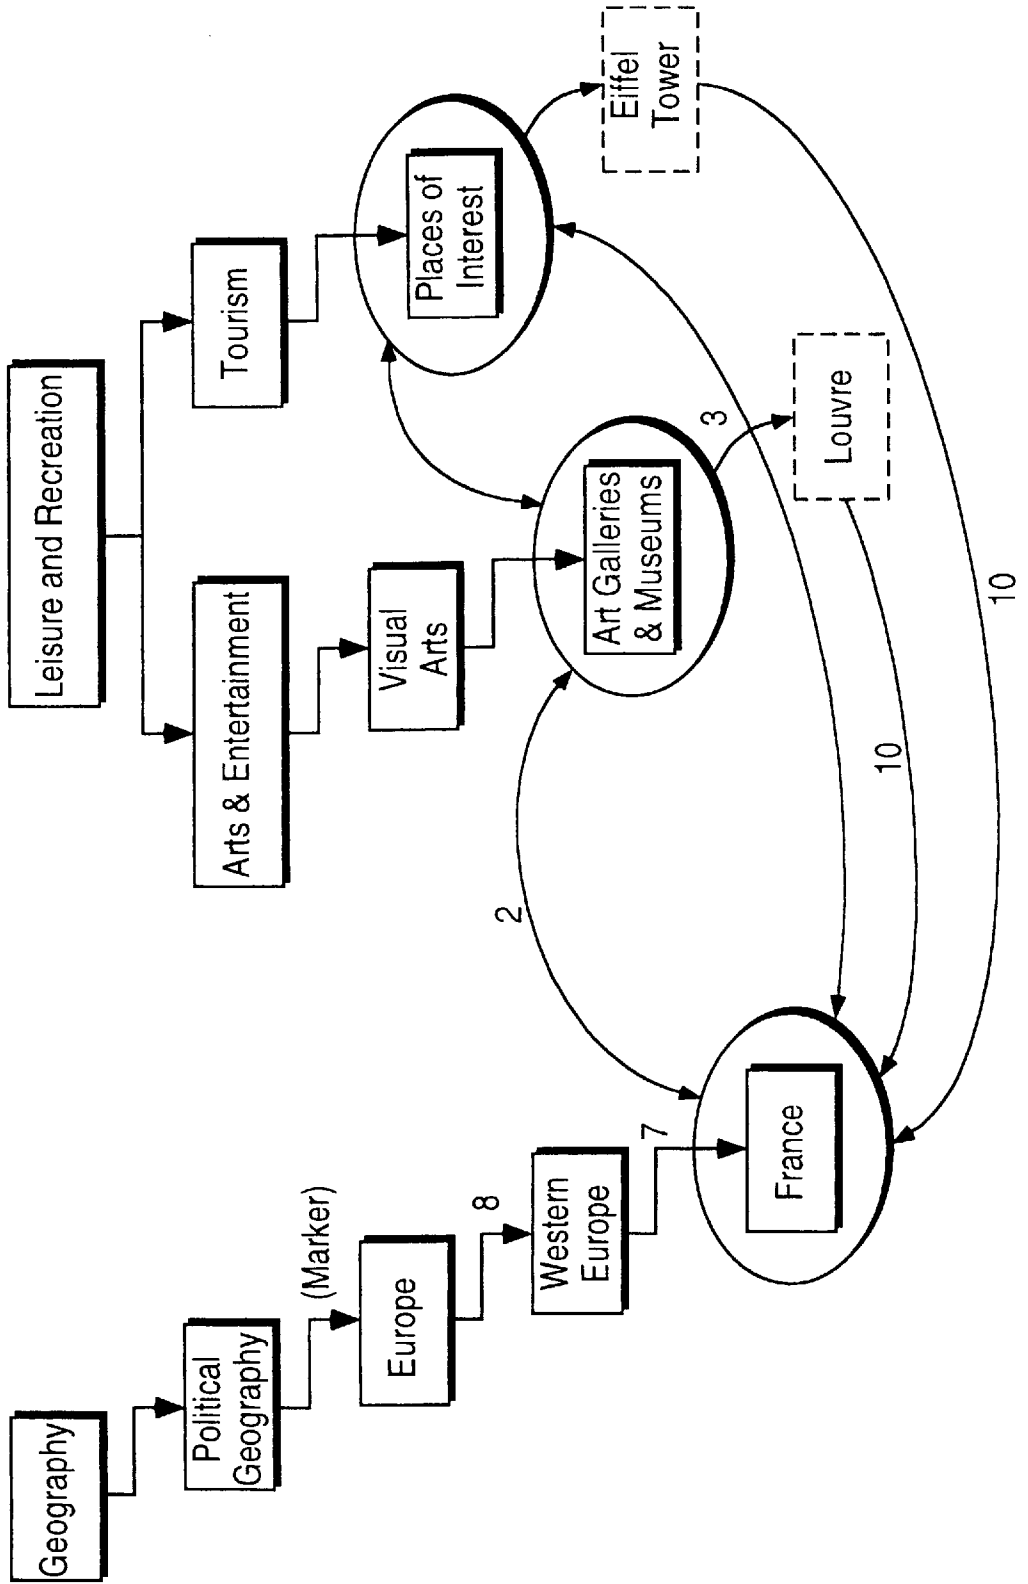 Geography
Political
Geography
(Marker)
Europe
8
Western
Europe
7
France
Leisure and Recreation
Arts & Entertainment
Tourism
Visual
Arts
Art Galleries
& Museums
Places of
Interest
2
3
Louvre
Eiffel
Tower
10
10